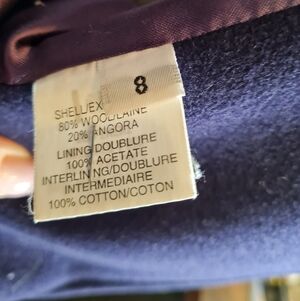 8
SHELL/EX
80% WOOL/LAINE
20% ANGORA
LINING DOUBLURE
100% ACETATE
INTERLINING/DOUBLURE
INTERMEDIAIRE
100% COTTON/COTON